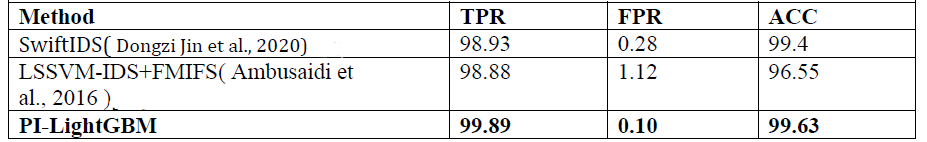 Method TPR FPR ACC
SwiftIDS( Dongzi Jin et al., 2020) 98.93 0.28 99.4
LSSVM-IDS+FMIFS( Ambusaidi et 98.88 1.12 96.55
al., 2016 )
PI-LightGBM 99.89 0.10 99.63